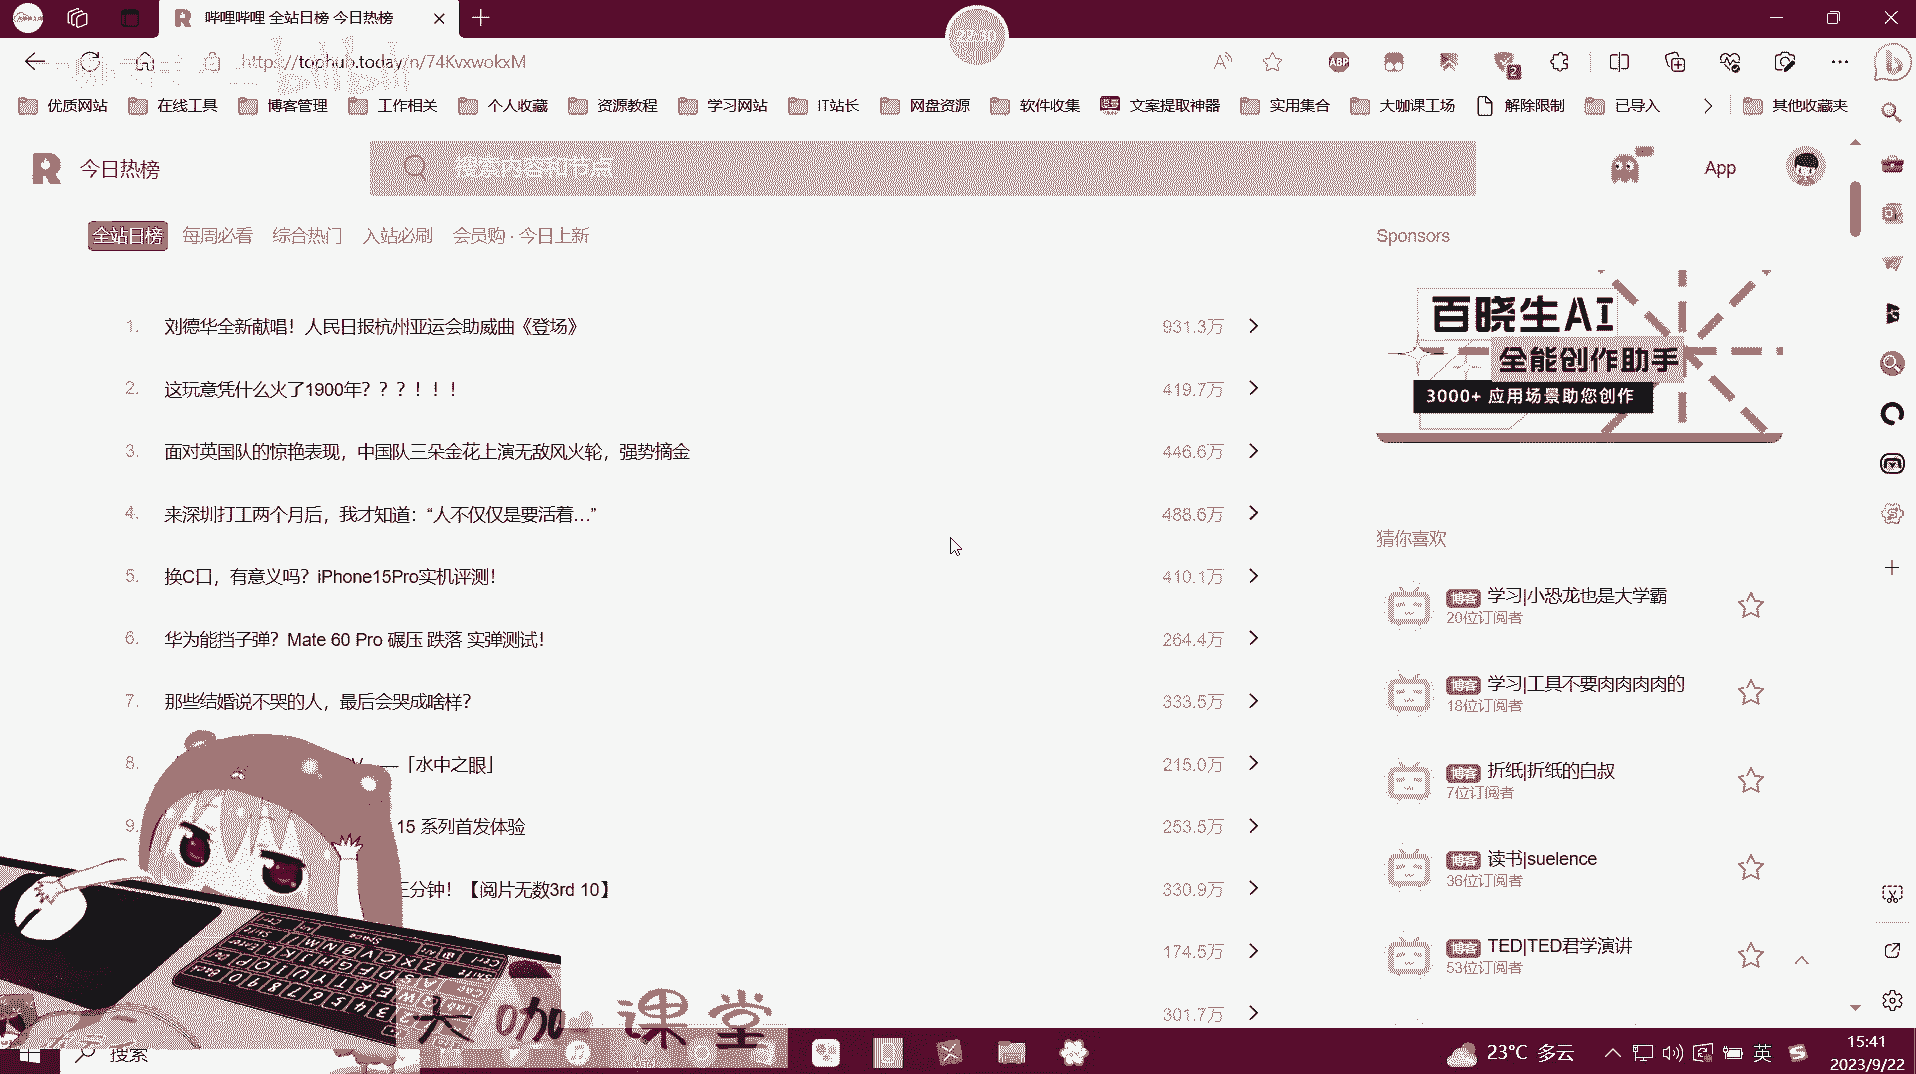 哔哩哔哩 全站日榜 今日热榜
22:30
https://tophub.today/n/74KvxwokxM
ABP
2
优质网站 在线工具 博客管理 工作相关 个人收藏 资源教程 学习网站 IT站长 网盘资源 软件收集 文案提取神器 实用集合 大咖课工场 解除限制 已导入 其他收藏夹
今日热榜
搜索内容和节点
App
全站日榜 每周必看 综合热门 入站必刷 会员购 · 今日上新
1. 刘德华全新献唱！人民日报杭州亚运会助威曲《登场》 931.3万
2. 这玩意凭什么火了1900年？？？！！！ 419.7万
3. 面对英国队的惊艳表现，中国队三朵金花上演无敌风火轮，强势摘金 446.6万
4. 来深圳打工两个月后，我才知道：“人不仅仅是要活着...” 488.6万
5. 换C口，有意义吗？iPhone15Pro实机评测！ 410.1万
6. 华为能挡子弹？Mate 60 Pro 碾压 跌落 实弹测试！ 264.4万
7. 那些结婚说不哭的人，最后会哭成啥样？ 333.5万
8. ——「水中之眼」 215.0万
9. 15 系列首发体验 253.5万
三分钟！【阅片无数3rd 10】 330.9万
174.5万
301.7万
Sponsors
百晓生AI
全能创作助手
3000+ 应用场景助您创作
猜你喜欢
博客 学习|小恐龙也是大学霸
20位订阅者
博客 学习|工具不要肉肉肉肉的
18位订阅者
博客 折纸|折纸的白叔
7位订阅者
博客 读书|suelence
36位订阅者
博客 TED|TED君学演讲
53位订阅者
大咖课堂
搜索
23°C 多云
英
15:41
2023/9/22